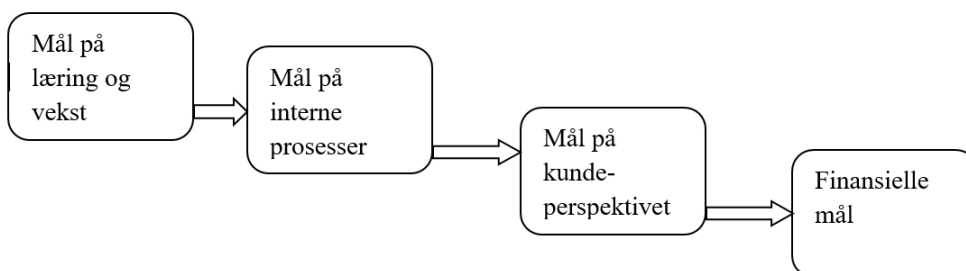 Mål på
læring og
vekst
Mål på
interne
prosesser
Mål på
kunde-
perspektivet
Finansielle
mål